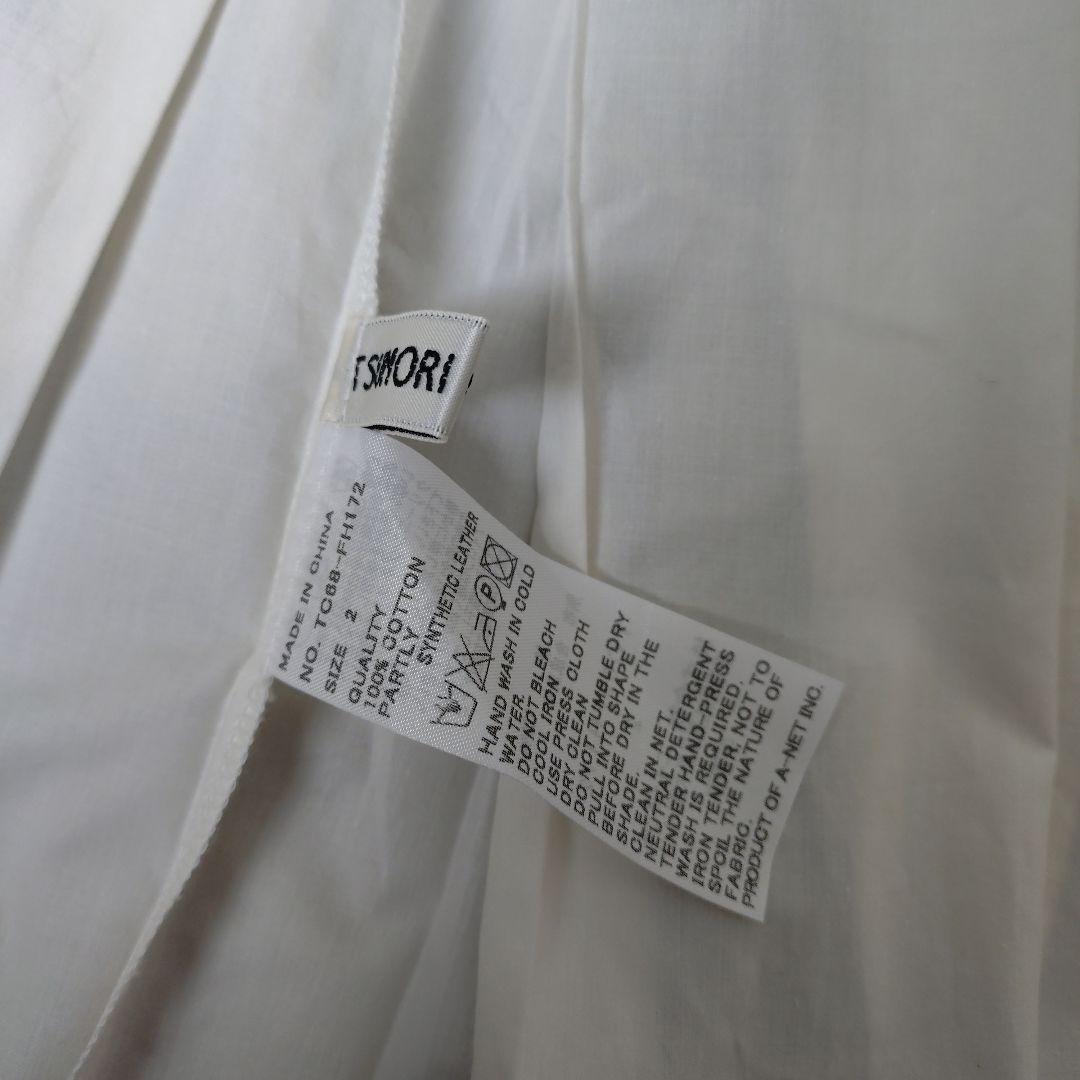 TSUMORI
MADE IN CHINA
NO. TC68-FH172
SIZE 2
QUALITY
100% COTTON
PARTLY
SYNTHETIC LEATHER
P
HAND WASH IN COLD
WATER.
DO NOT BLEACH
COOL IRON
USE PRESS CLOTH
DRY CLEAN
DO NOT TUMBLE DRY
PULL INTO SHAPE
BEFORE DRY IN THE
SHADE.
CLEAN IN NET.
NEUTRAL DETERGENT
TENDER HAND-PRESS
WASH IS REQUIRED.
IRON TENDER, NOT TO
SPOIL THE NATURE OF
FABRIC.
PRODUCT OF A-NET INC.